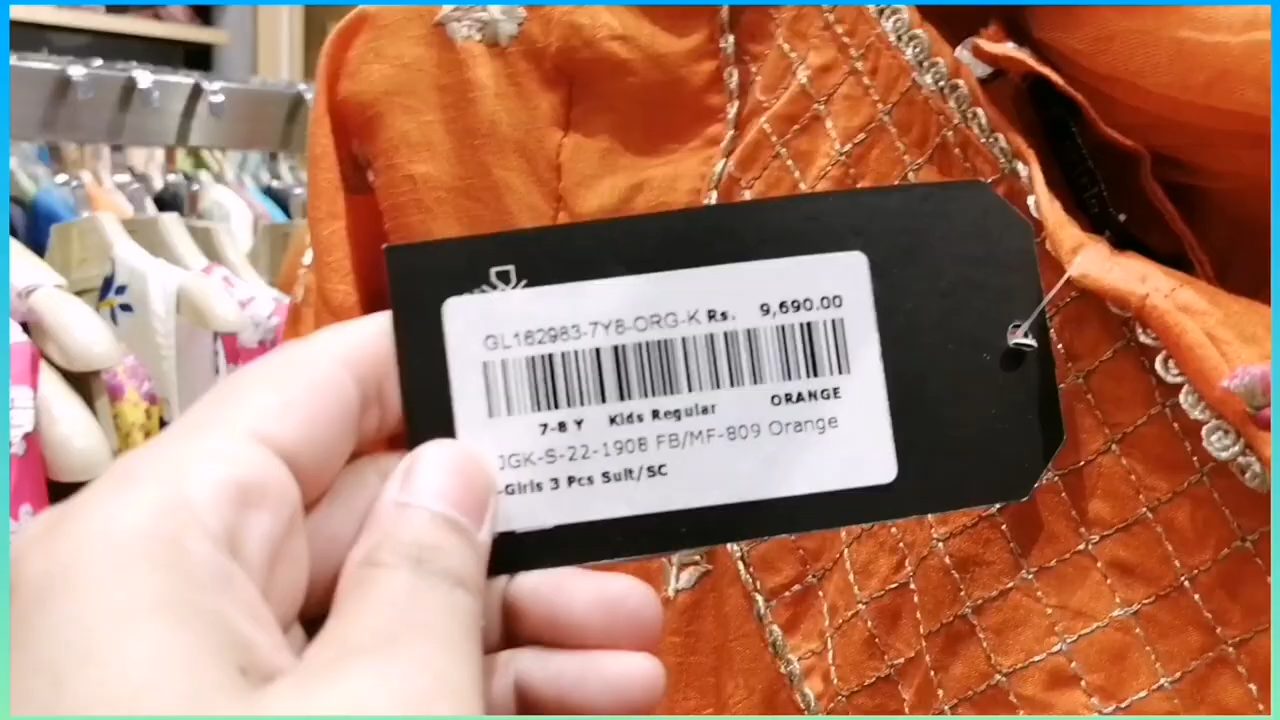 GL162983-7Y8-ORG-K Rs. 9,690.00
7-8 Y Kids Regular ORANGE
JGK-S-22-1908 FB/MF-809 Orange
-Girls 3 Pcs Suit/SC